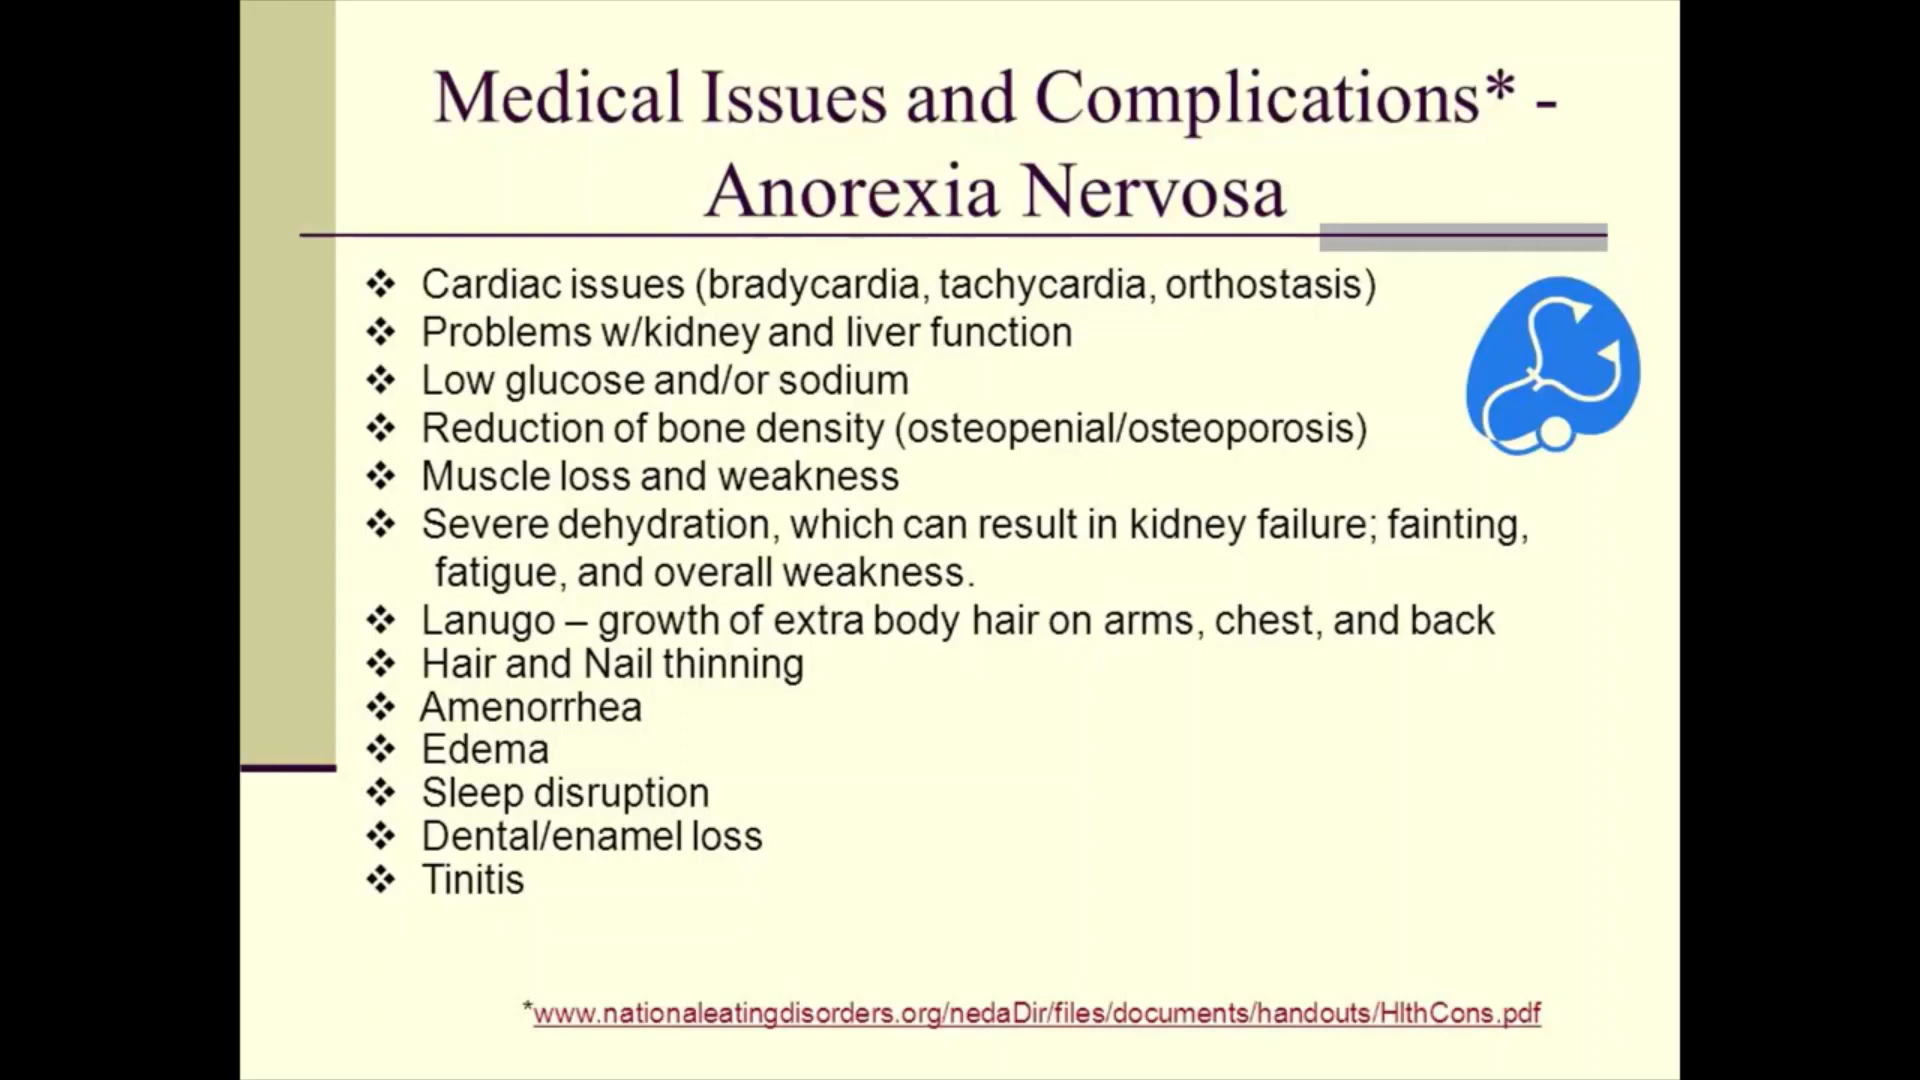 Medical Issues and Complications* -
Anorexia Nervosa
❖ Cardiac issues (bradycardia, tachycardia, orthostasis)
❖ Problems w/kidney and liver function
❖ Low glucose and/or sodium
❖ Reduction of bone density (osteopenial/osteoporosis)
❖ Muscle loss and weakness
❖ Severe dehydration, which can result in kidney failure; fainting,
fatigue, and overall weakness.
❖ Lanugo – growth of extra body hair on arms, chest, and back
❖ Hair and Nail thinning
❖ Amenorrhea
❖ Edema
❖ Sleep disruption
❖ Dental/enamel loss
❖ Tinitis
*www.nationaleatingdisorders.org/nedaDir/files/documents/handouts/HlthCons.pdf